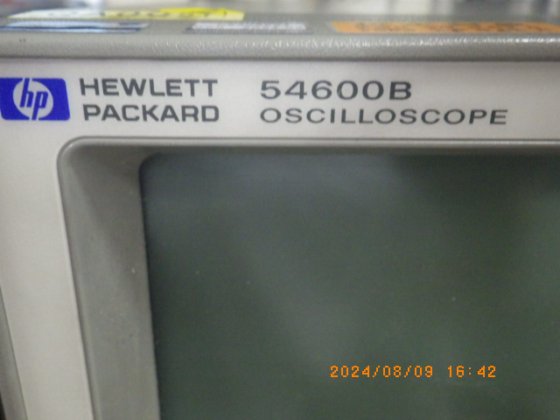 hp HEWLETT PACKARD
54600B
OSCILLOSCOPE
2024/08/09 16:42